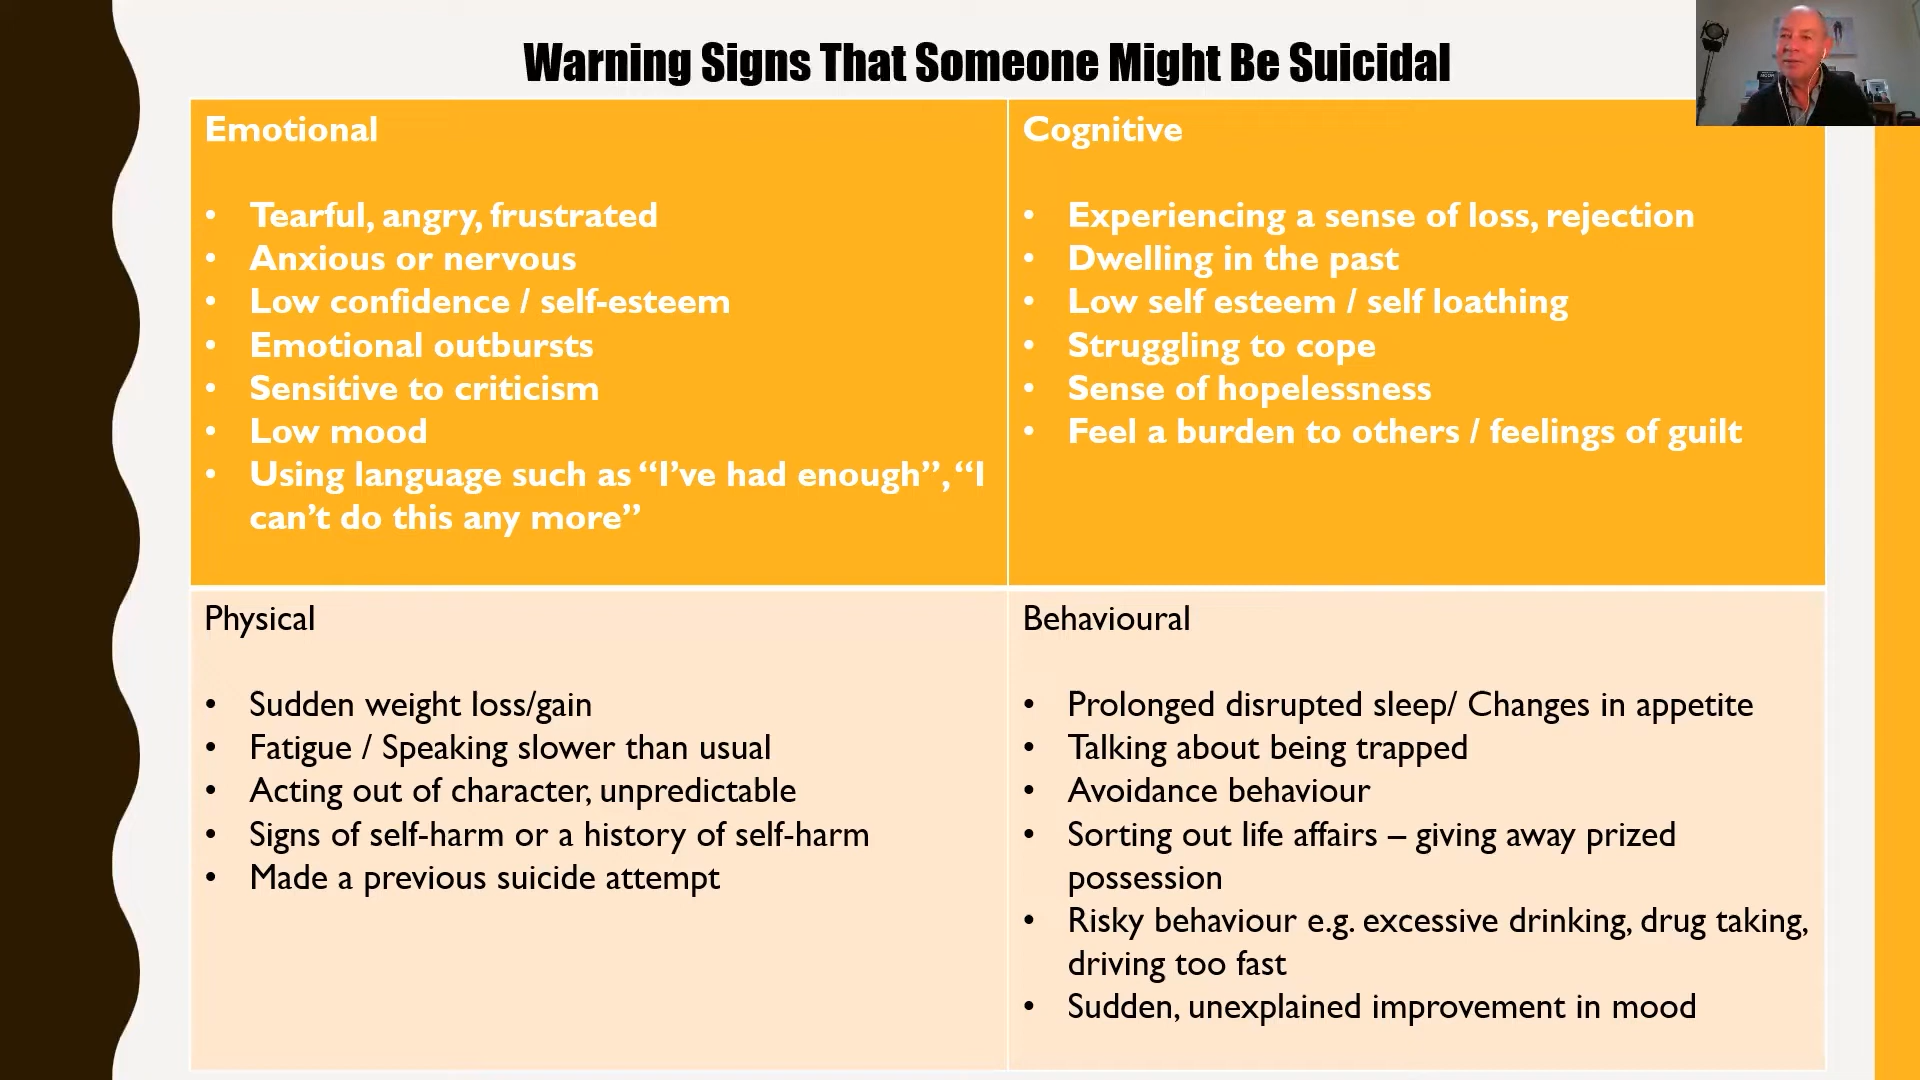 Warning Signs That Someone Might Be Suicidal
Emotional
• Tearful, angry, frustrated
• Anxious or nervous
• Low confidence / self-esteem
• Emotional outbursts
• Sensitive to criticism
• Low mood
• Using language such as “I’ve had enough”, “I
can’t do this any more”
Cognitive
• Experiencing a sense of loss, rejection
• Dwelling in the past
• Low self esteem / self loathing
• Struggling to cope
• Sense of hopelessness
• Feel a burden to others / feelings of guilt
Physical
• Sudden weight loss/gain
• Fatigue / Speaking slower than usual
• Acting out of character, unpredictable
• Signs of self-harm or a history of self-harm
• Made a previous suicide attempt
Behavioural
• Prolonged disrupted sleep/ Changes in appetite
• Talking about being trapped
• Avoidance behaviour
• Sorting out life affairs – giving away prized
possession
• Risky behaviour e.g. excessive drinking, drug taking,
driving too fast
• Sudden, unexplained improvement in mood